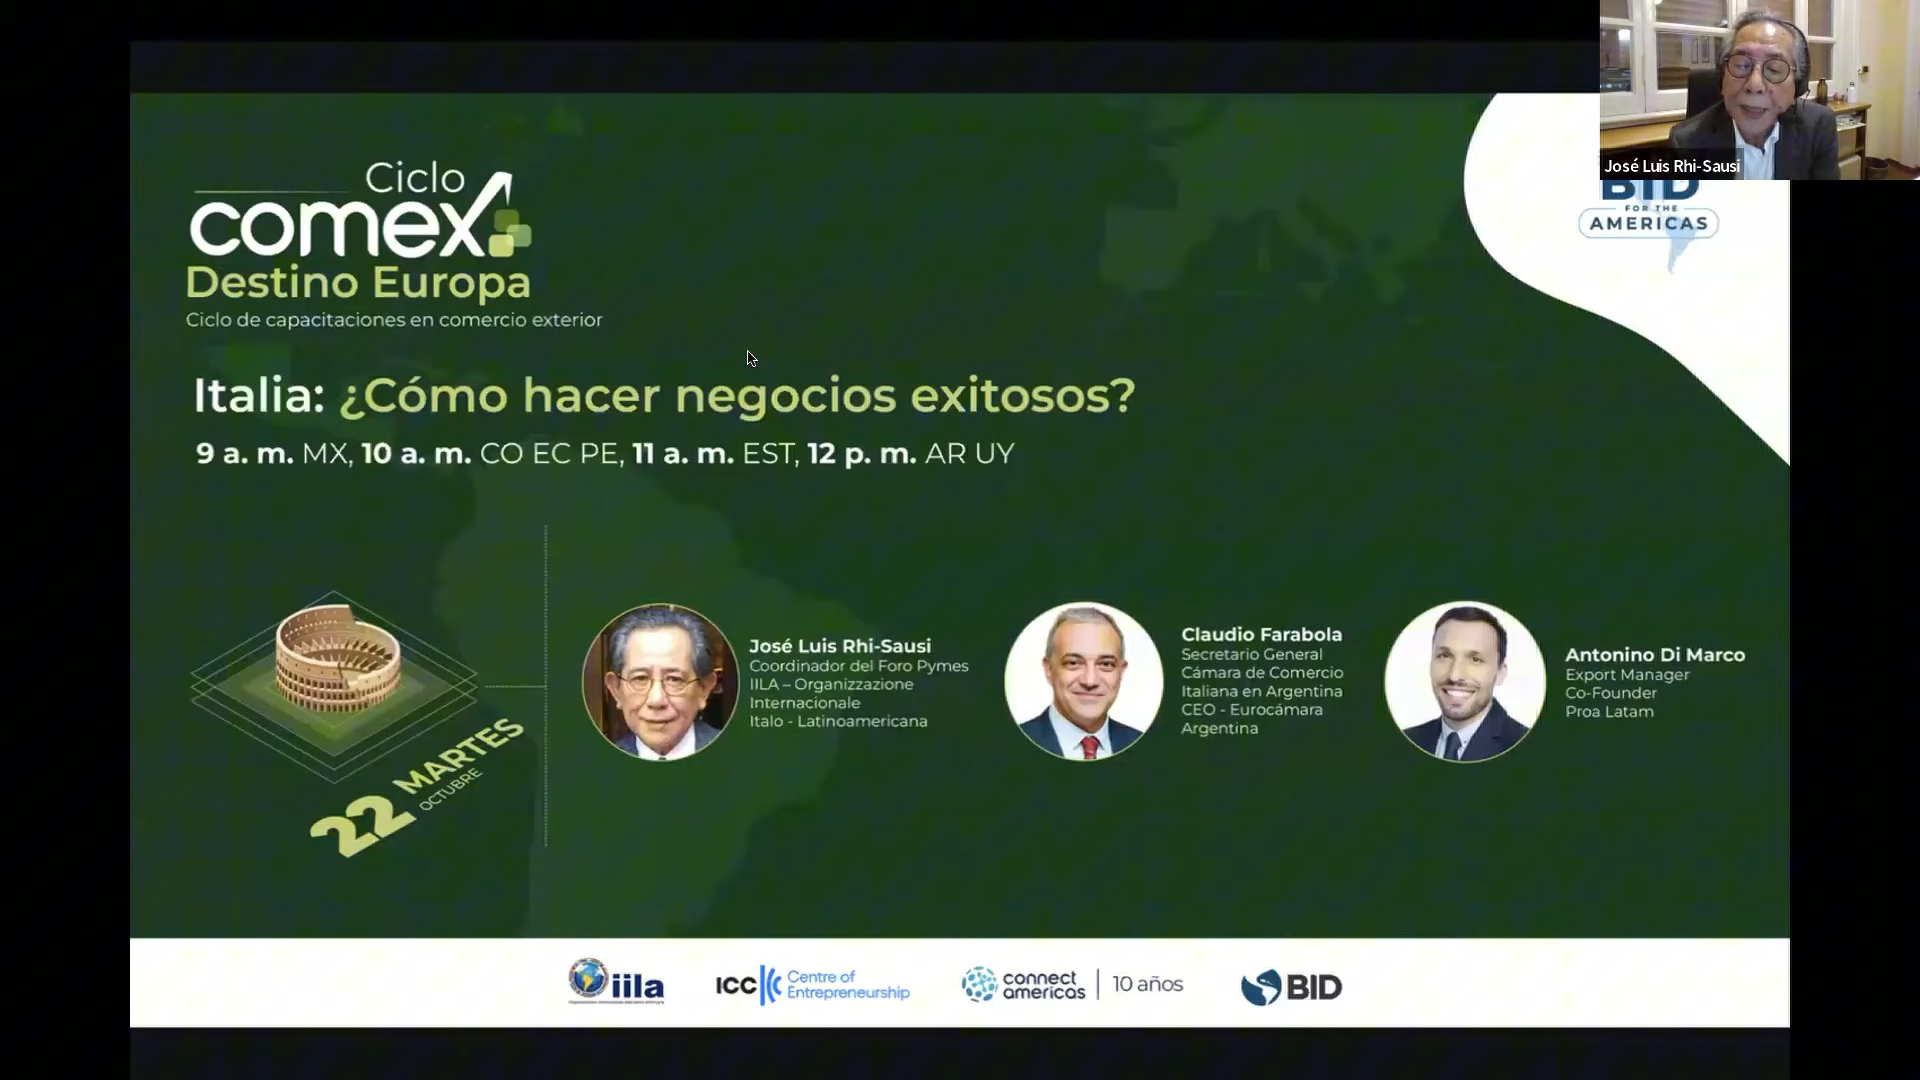 José Luis Rhi-Sausi
BID
FOR THE
AMERICAS
Ciclo
comex
Destino Europa
Ciclo de capacitaciones en comercio exterior
Italia: ¿Cómo hacer negocios exitosos?
9 a. m. MX, 10 a. m. CO EC PE, 11 a. m. EST, 12 p. m. AR UY
22 MARTES
OCTUBRE
José Luis Rhi-Sausi
Coordinador del Foro Pymes
IILA – Organizzazione
Internacionale
Italo - Latinoamericana
Claudio Farabola
Secretario General
Cámara de Comercio
Italiana en Argentina
CEO - Eurocámara
Argentina
Antonino Di Marco
Export Manager
Co-Founder
Proa Latam
iila
ICC Centre of
Entrepreneurship
connect
americas
10 años
BID